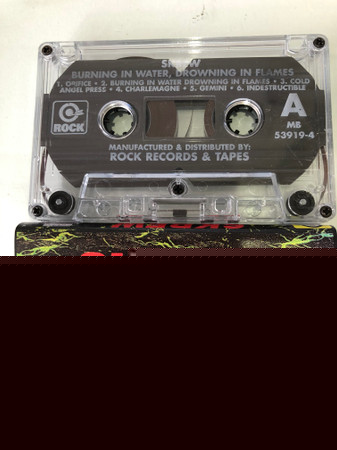 BURNING IN WATER, DROWNING IN FLAMES
1. ORIFICE • 2. BURNING IN WATER DROWNING IN FLAMES • 3. COLD
ANGEL PRESS • 4. CHARLEMAGNE • 5. GEMINI • 6. INDESTRUCTIBLE
A
MB
53919-4
ROCK
MANUFACTURED & DISTRIBUTED BY:
ROCK RECORDS & TAPES